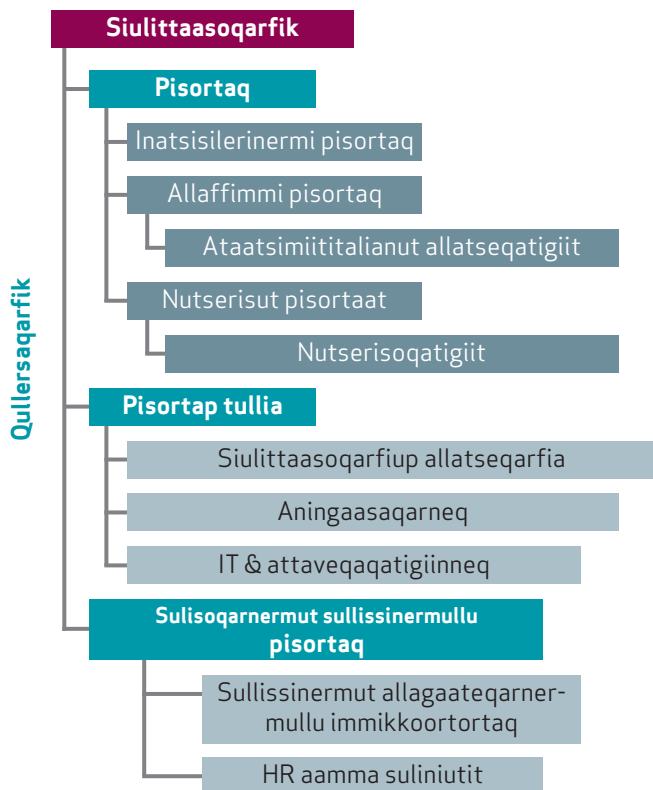 Siulittaasoqarfik
Pisortaq
Inatsisilerinermi pisortaq
Allaffimmi pisortaq
Ataatsimiititalianut allatseqatigiit
Nutserisut pisortaat
Nutserisoqatigiit
Qullersaqarfik
Pisortap tullia
Siulittaasoqarfiup allatseqarfia
Aningaasaqarneq
IT & attaveqaqatigiinneq
Sulisoqarnermut sullissinermullu
pisortaq
Sullissinermut allagaateqarner-
mullu immikkoortortaq
HR aamma suliniutit